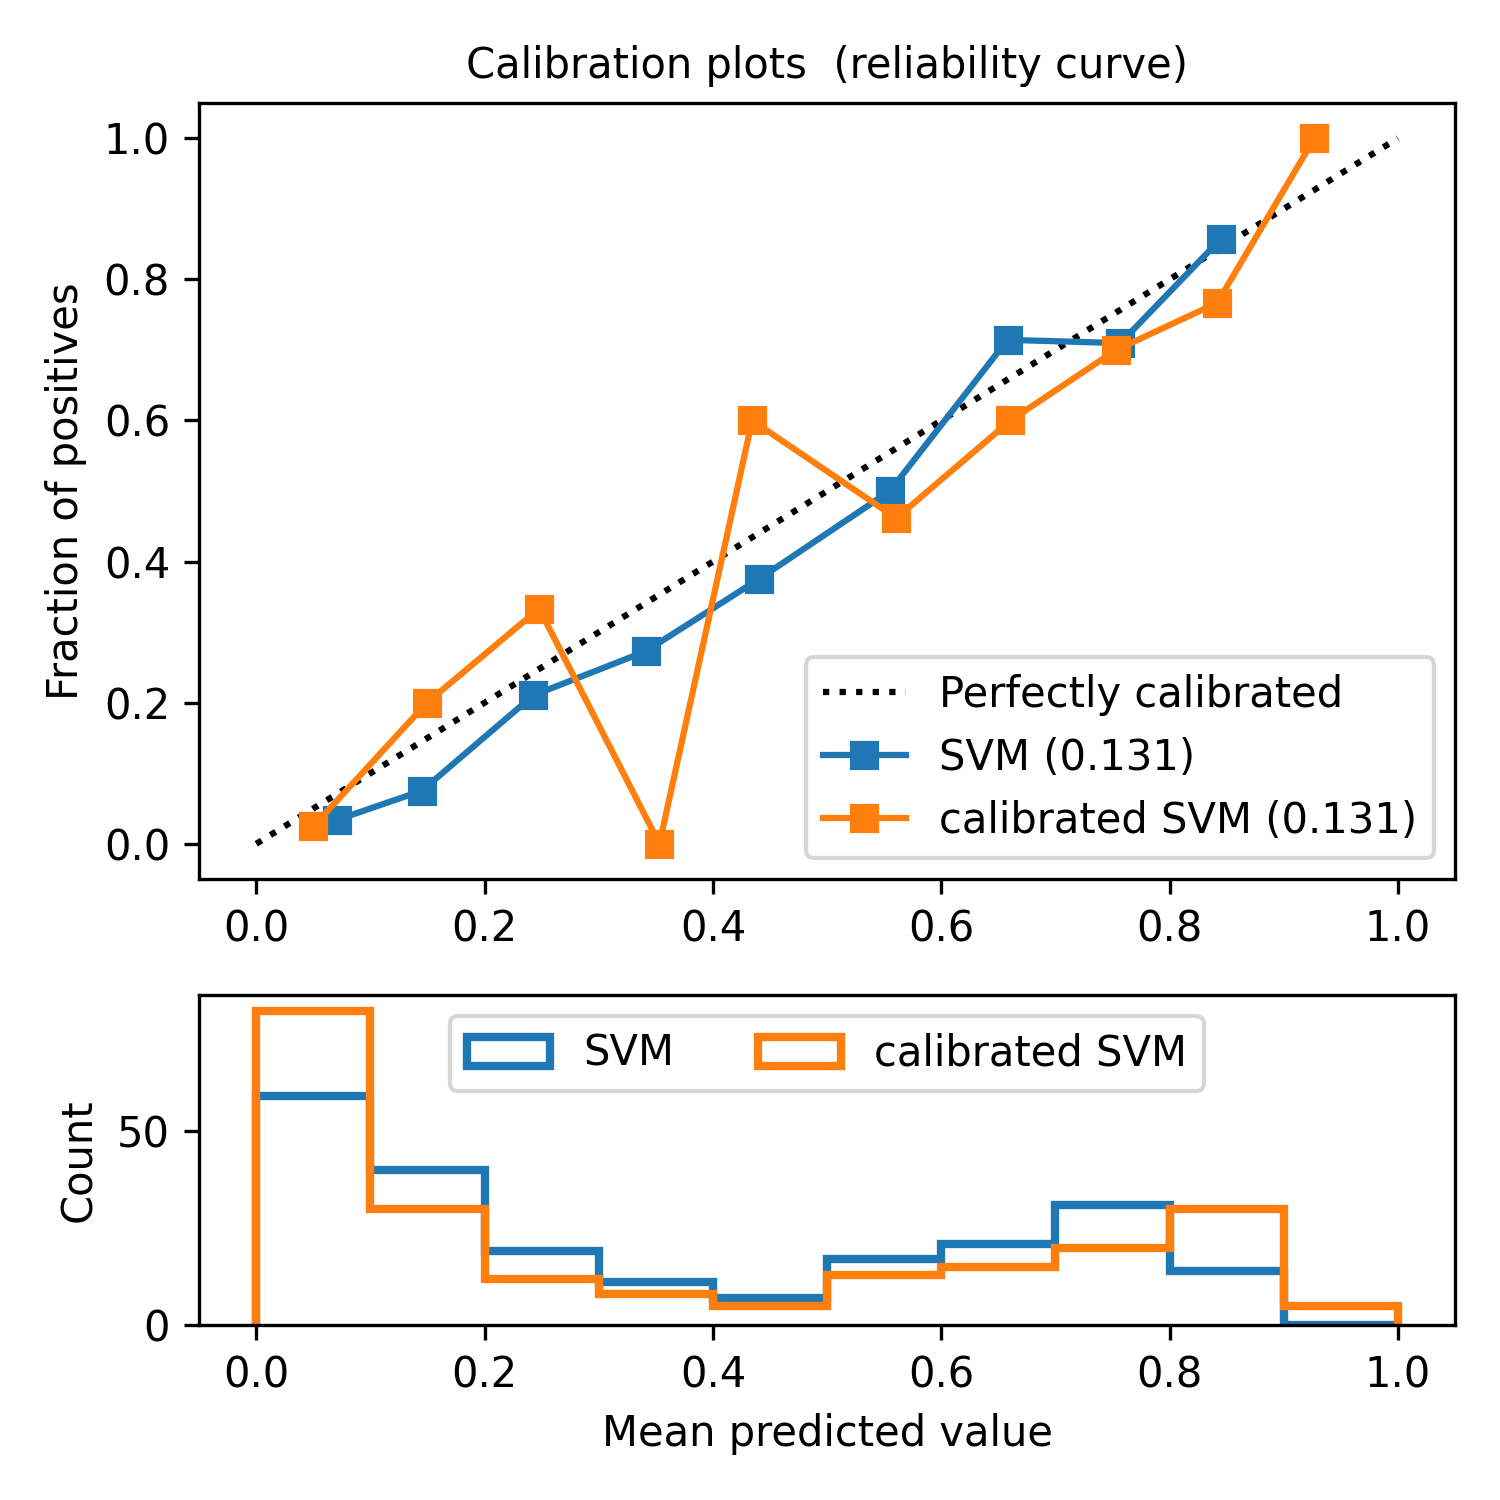 Calibration plots  (reliability curve)
1.0
0.8
0.6
0.4
0.2
0.0
Fraction of positives
Perfectly calibrated
SVM (0.131)
calibrated SVM (0.131)
0.0 0.2 0.4 0.6 0.8 1.0
SVM calibrated SVM
50
0
Count
0.0 0.2 0.4 0.6 0.8 1.0
Mean predicted value